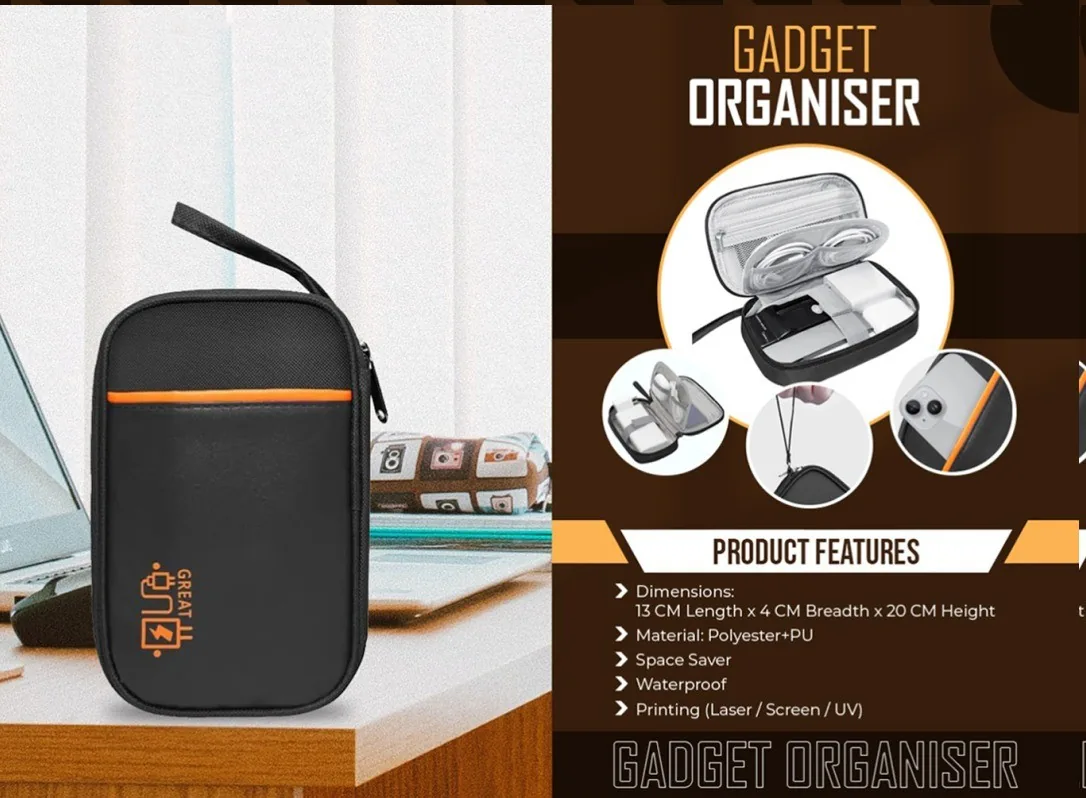 GREAT
GADGET
ORGANISER
PRODUCT FEATURES
Dimensions:
13 CM Length x 4 CM Breadth x 20 CM Height
Material: Polyester+PU
Space Saver
Waterproof
Printing (Laser / Screen / UV)
GADGET ORGANISER